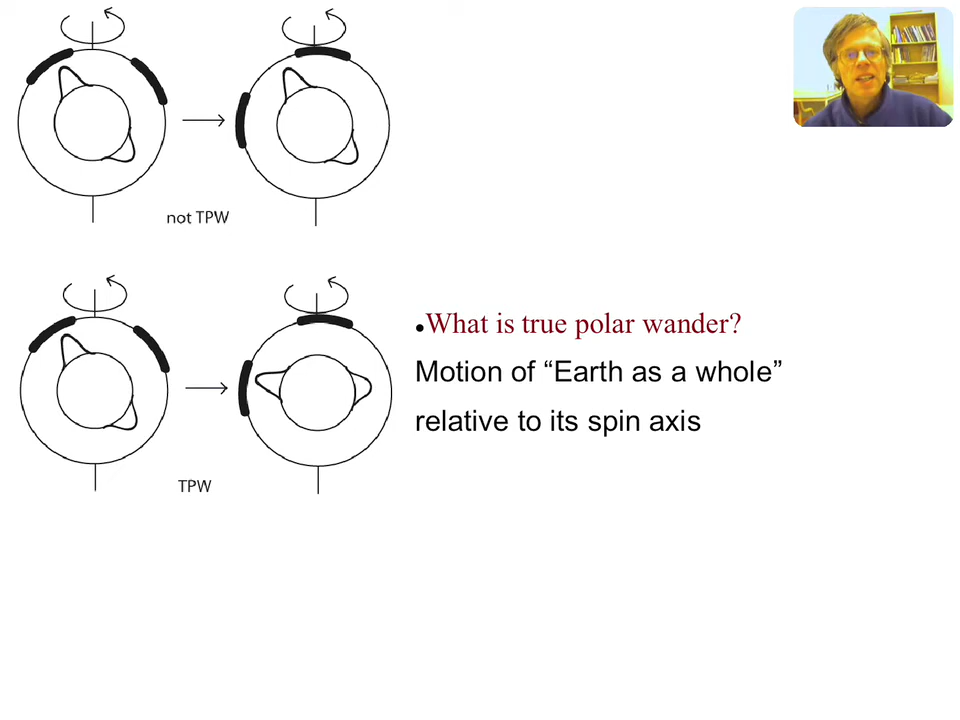 not TPW
•What is true polar wander?
Motion of “Earth as a whole”
relative to its spin axis
TPW